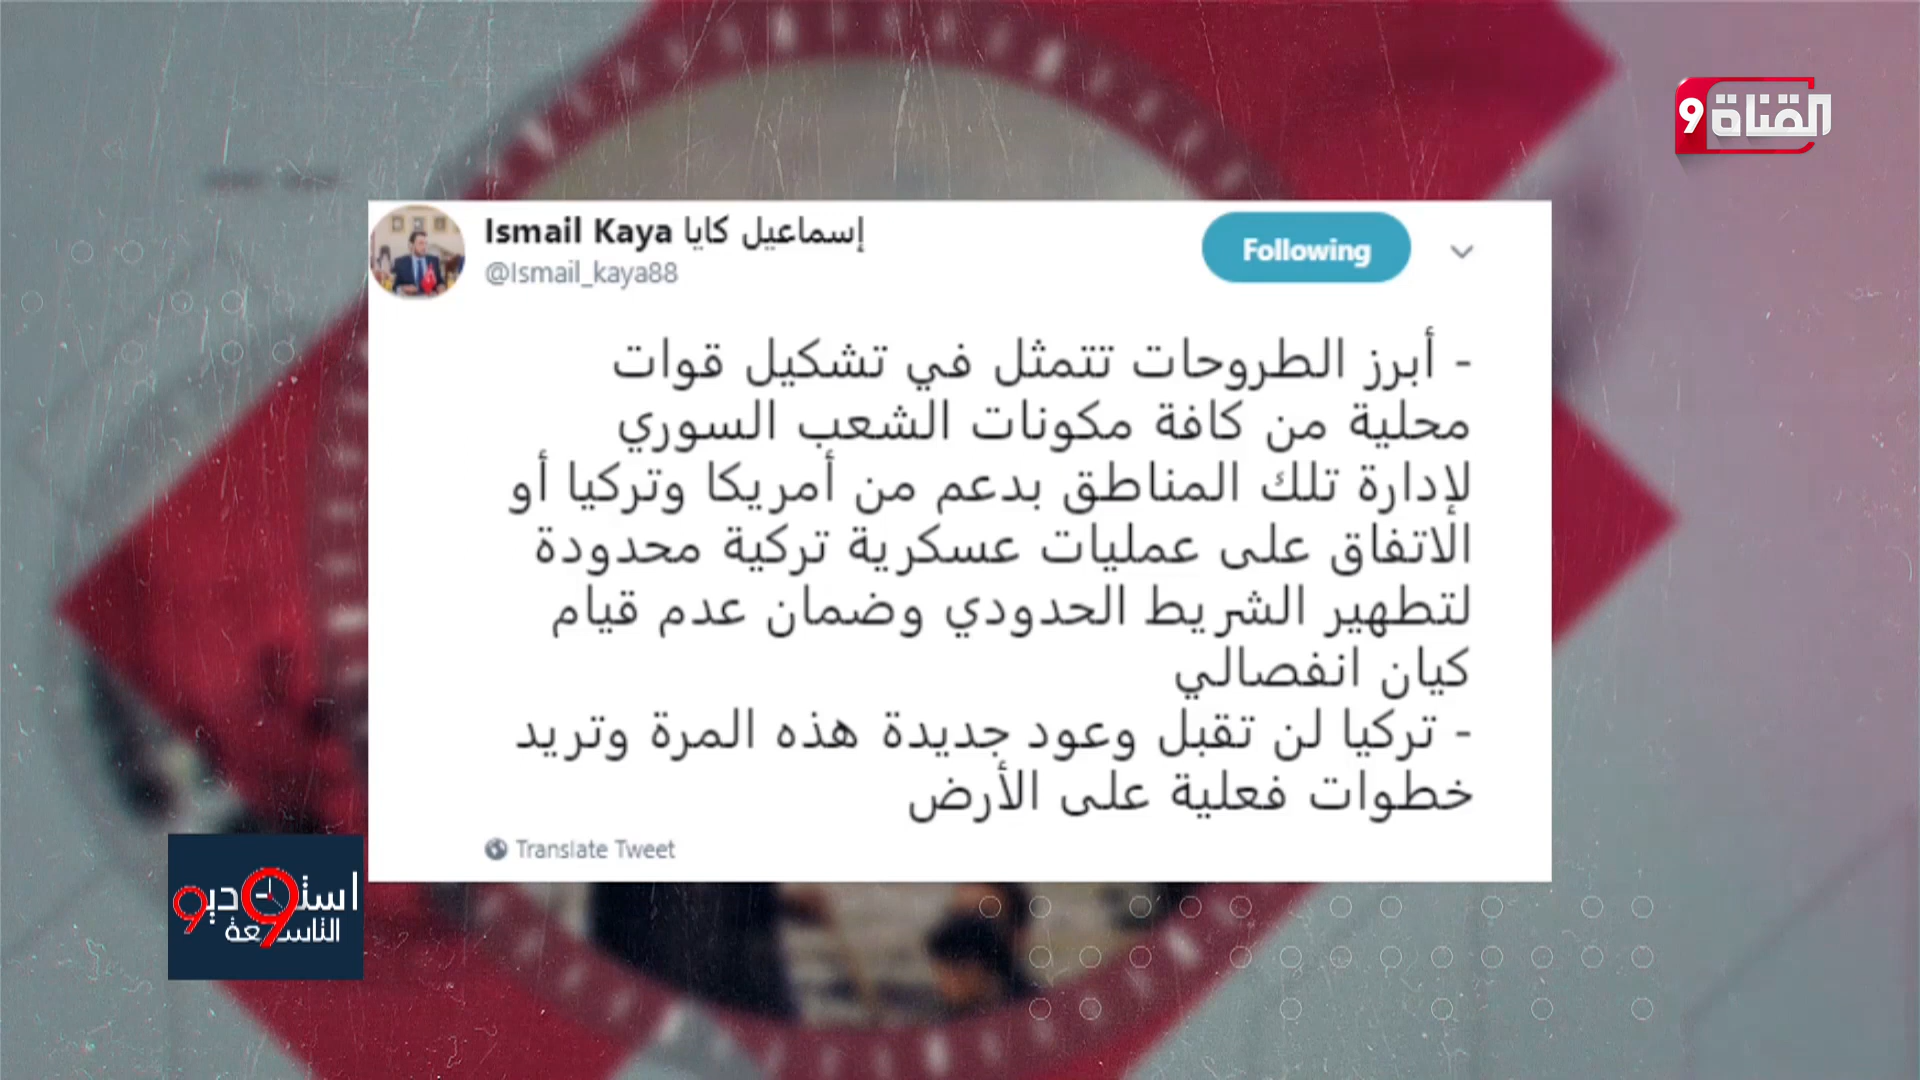 القناة 9
Ismail Kaya إسماعيل كايا
@Ismail_kaya88
Following
- أبرز الطروحات تتمثل في تشكيل قوات
محلية من كافة مكونات الشعب السوري
لإدارة تلك المناطق بدعم من أمريكا وتركيا أو
الاتفاق على عمليات عسكرية تركية محدودة
لتطهير الشريط الحدودي وضمان عدم قيام
كيان انفصالي
- تركيا لن تقبل وعود جديدة هذه المرة وتريد
خطوات فعلية على الأرض
Translate Tweet
استوديو 9
التاسعة